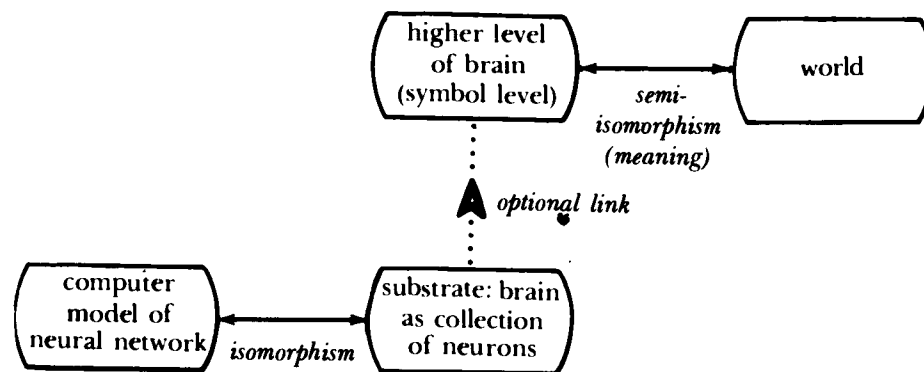 higher level
of brain
(symbol level)
semi-
isomorphism
(meaning)
world
optional link
computer
model of
neural network
isomorphism
substrate: brain
as collection
of neurons